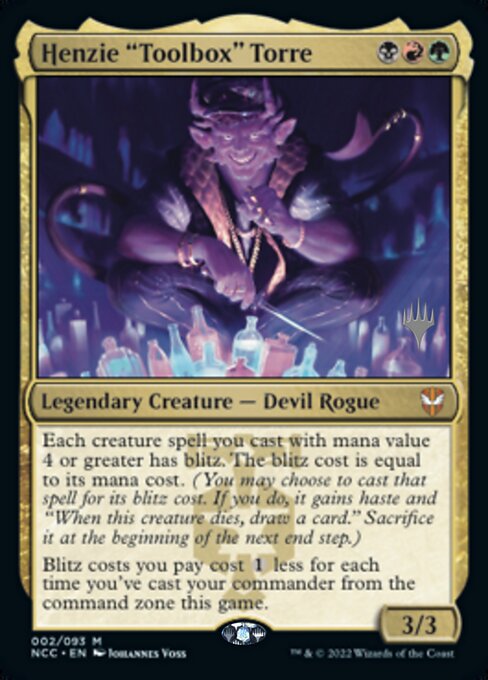 Henzie “Toolbox” Torre
Legendary Creature — Devil Rogue
Each creature spell you cast with mana value
4 or greater has blitz. The blitz cost is equal
to its mana cost. (You may choose to cast that
spell for its blitz cost. If you do, it gains haste and
“When this creature dies, draw a card.” Sacrifice
it at the beginning of the next end step.)
Blitz costs you pay cost 1 less for each
time you’ve cast your commander from the
command zone this game.
3/3
002/093 M
NCC • EN Johannes Voss
™ & © 2022 Wizards of the Coast